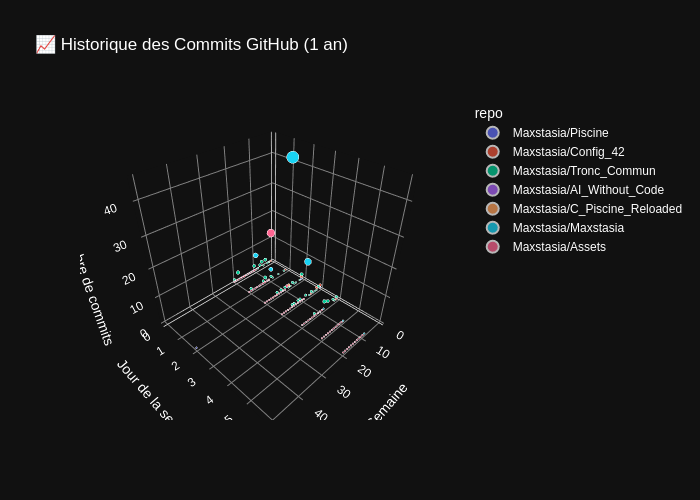 📈 Historique des Commits GitHub (1 an)
repo
Maxstasia/Piscine
Maxstasia/Config_42
Maxstasia/Tronc_Commun
Maxstasia/AI_Without_Code
Maxstasia/C_Piscine_Reloaded
Maxstasia/Maxstasia
Maxstasia/Assets
40
30
20
10
0
de commits
0
1
2
3
4
5
Jour de la
0
10
20
30
40